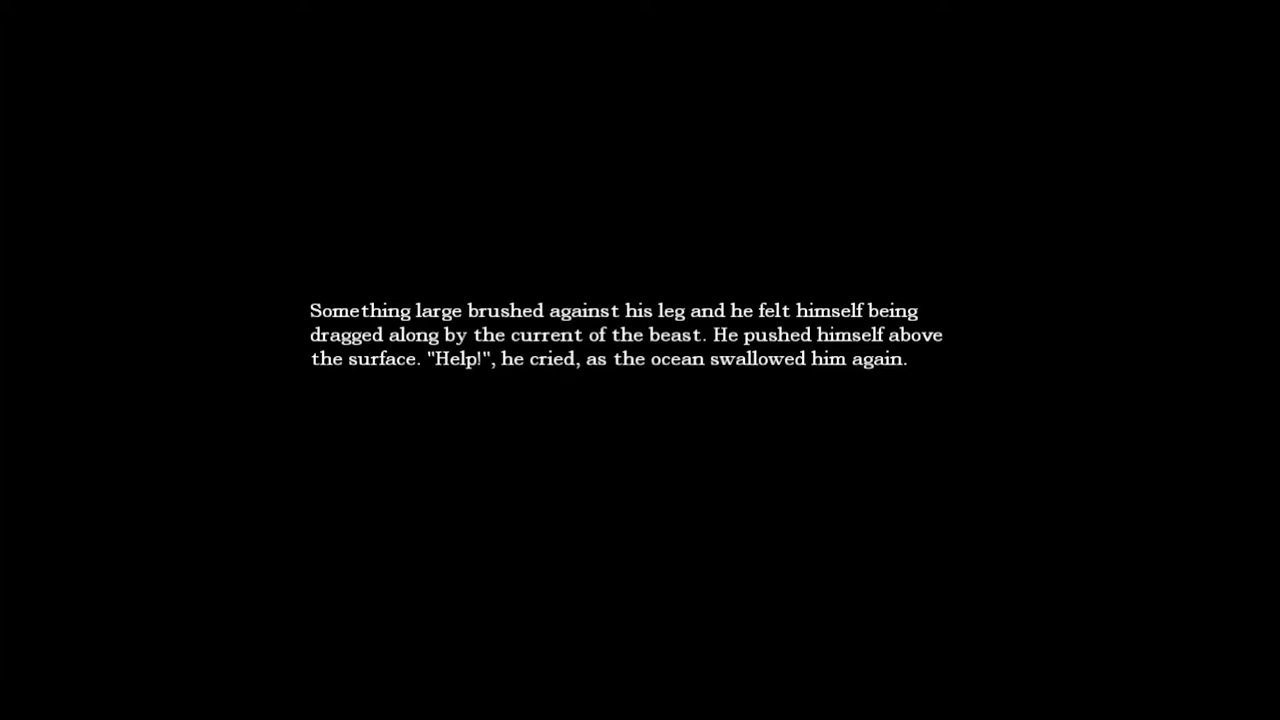 Something large brushed against his leg and he felt himself being
dragged along by the current of the beast. He pushed himself above
the surface. "Help!", he cried, as the ocean swallowed him again.